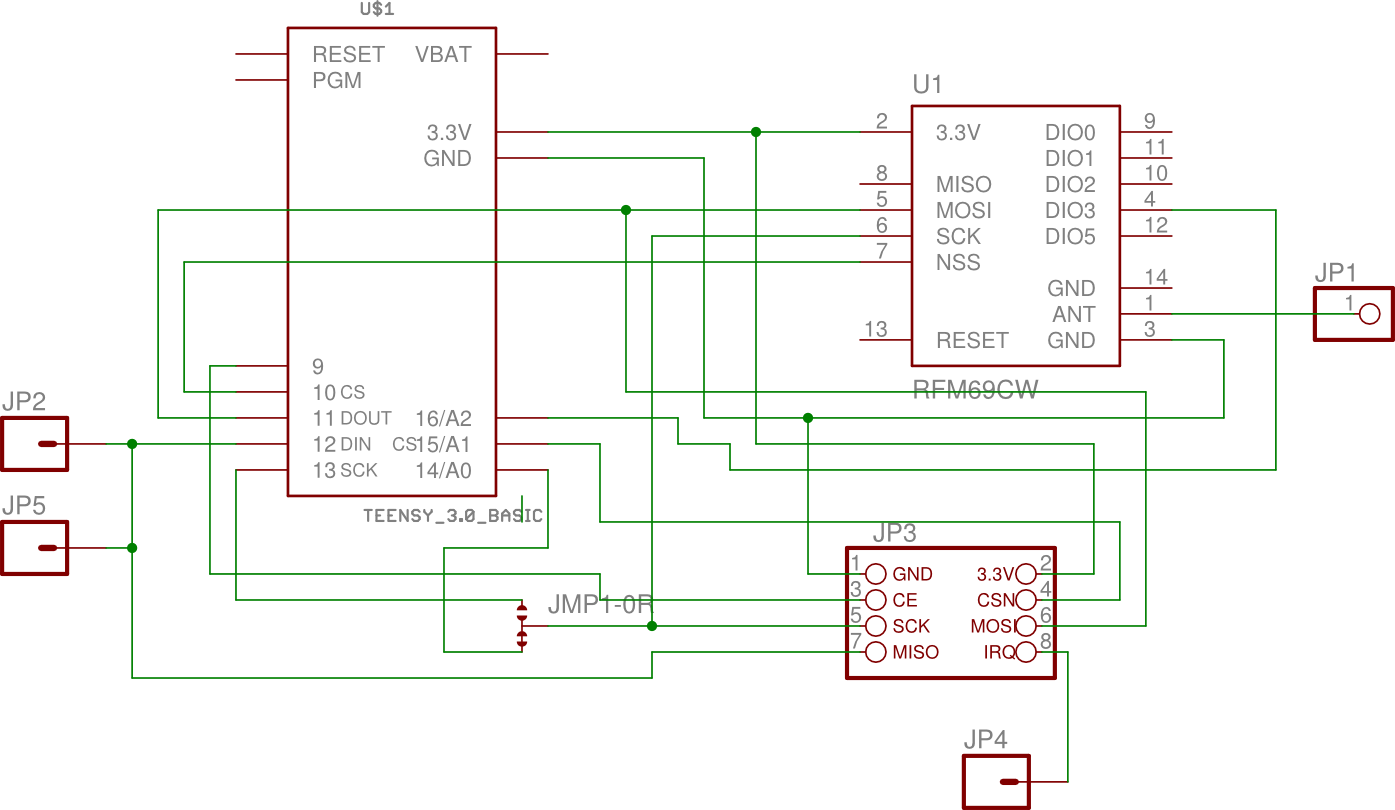 U$1
RESET VBAT
PGM
3.3V
GND
9
10 CS
11 DOUT 16/A2
12 DIN CS 15/A1
13 SCK 14/A0
TEENSY_3.0_BASIC
U1
2 3.3V DIO0 9
DIO1 11
8 MISO DIO2 10
5 MOSI DIO3 4
6 SCK DIO5 12
7 NSS
GND 14
ANT 1
13 RESET GND 3
RFM69CW
JP1
1
JP2
JP5
JMP1-0R
JP3
1 GND 3.3V 2
3 CE CSN 4
5 SCK MOSI 6
7 MISO IRQ 8
JP4